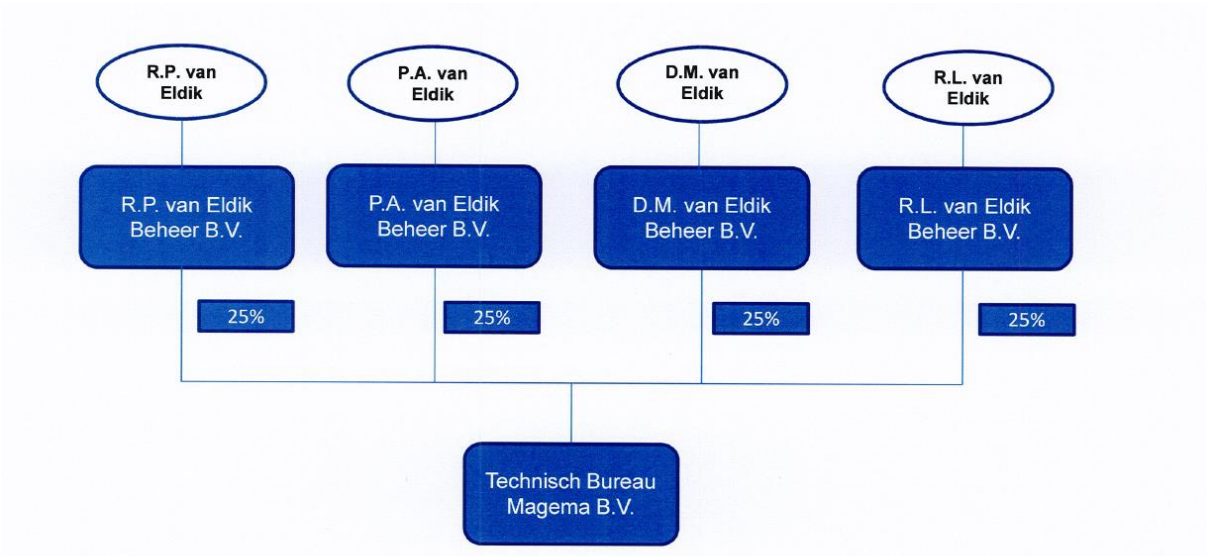 R.P. van
Eldik
P.A. van
Eldik
D.M. van
Eldik
R.L. van
Eldik
R.P. van Eldik
Beheer B.V.
P.A. van Eldik
Beheer B.V.
D.M. van Eldik
Beheer B.V.
R.L. van Eldik
Beheer B.V.
25%
25%
25%
25%
Technisch Bureau
Magema B.V.